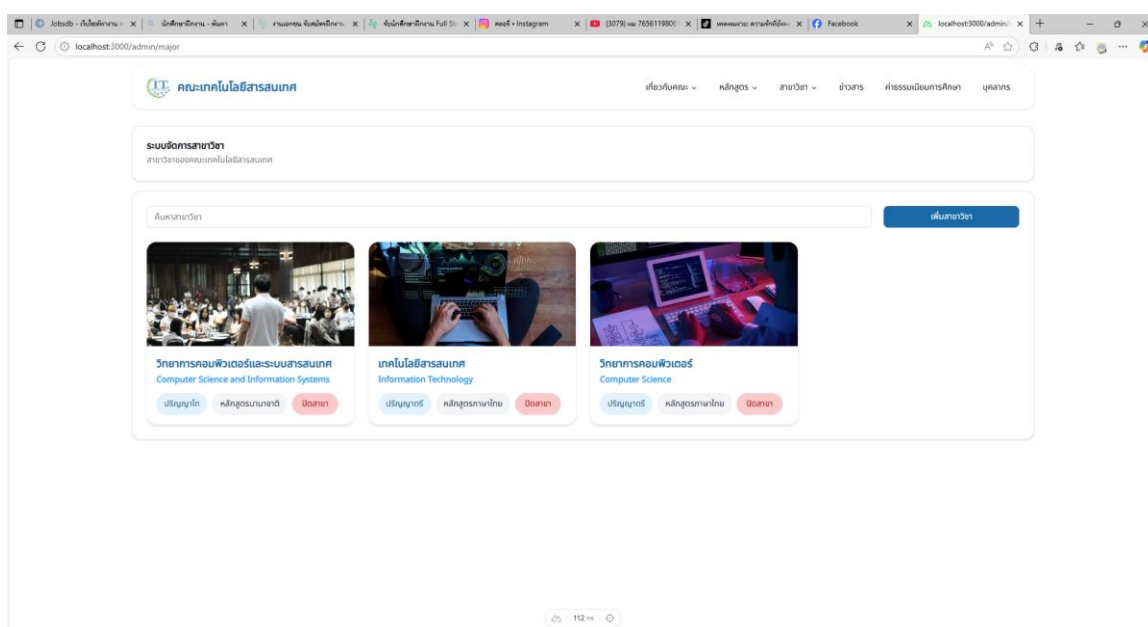 Jobsdb -
(3079)
Instagram
Facebook
localhost:3000/admin/
localhost:3000/admin/major
IT
คณะเทคโนโลยีสารสนเทศ
เกี่ยวกับคณะ หลักสูตร สาขาวิชา ข่าวสาร ค่าธรรมเนียมการศึกษา บุคลากร
ระบบจัดการสาขาวิชา
สาขาวิชาของคณะเทคโนโลยีสารสนเทศ
ค้นหาสาขาวิชา
เพิ่มสาขาวิชา
วิทยาการคอมพิวเตอร์และระบบสารสนเทศ
Computer Science and Information Systems
ปริญญาโท หลักสูตรนานาชาติ ปิดสาขา
เทคโนโลยีสารสนเทศ
Information Technology
ปริญญาตรี หลักสูตรภาษาไทย ปิดสาขา
วิทยาการคอมพิวเตอร์
Computer Science
ปริญญาตรี หลักสูตรภาษาไทย ปิดสาขา
112 ms